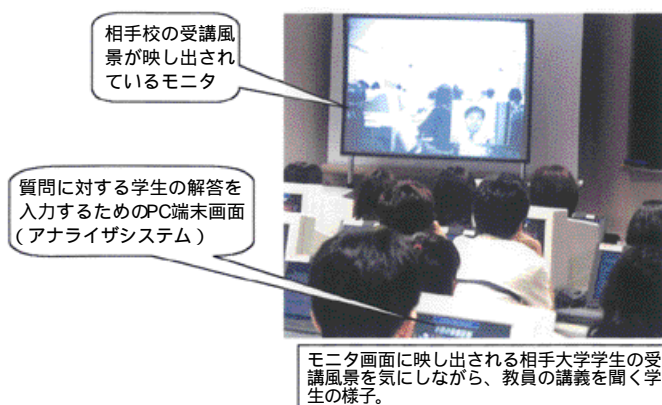 相手校の受講風
景が映し出され
ているモニタ
質問に対する学生の解答を
入力するためのPC端末画面
(アナライザシステム)
モニタ画面に映し出される相手大学学生の受
講風景を気にしながら、教員の講義を聞く学
生の様子。